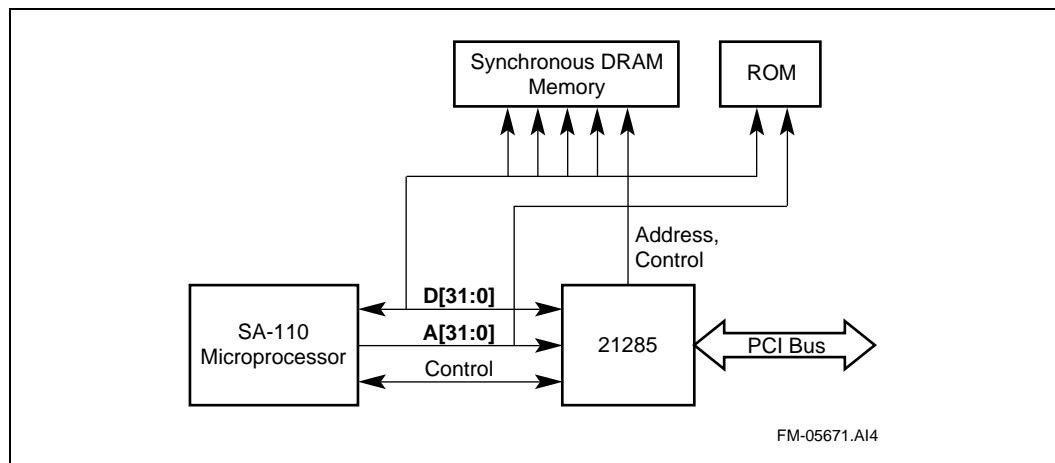 Synchronous DRAM
Memory
ROM
Address,
Control
D[31:0]
SA-110
Microprocessor
A[31:0]
21285
PCI Bus
Control
FM-05671.AI4